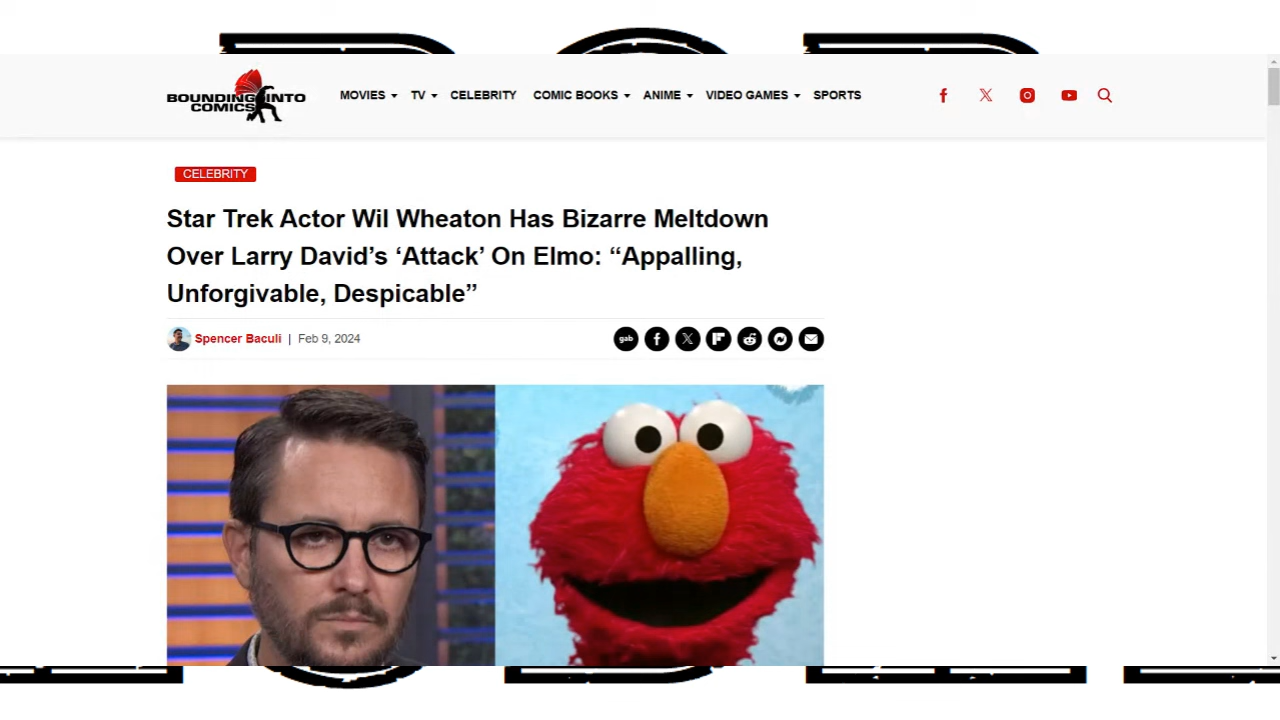 BOUNDING INTO
COMICS
MOVIES TV CELEBRITY COMIC BOOKS ANIME VIDEO GAMES SPORTS
CELEBRITY
Star Trek Actor Wil Wheaton Has Bizarre Meltdown
Over Larry David’s ‘Attack’ On Elmo: “Appalling,
Unforgivable, Despicable”
Spencer Baculi | Feb 9, 2024
gab